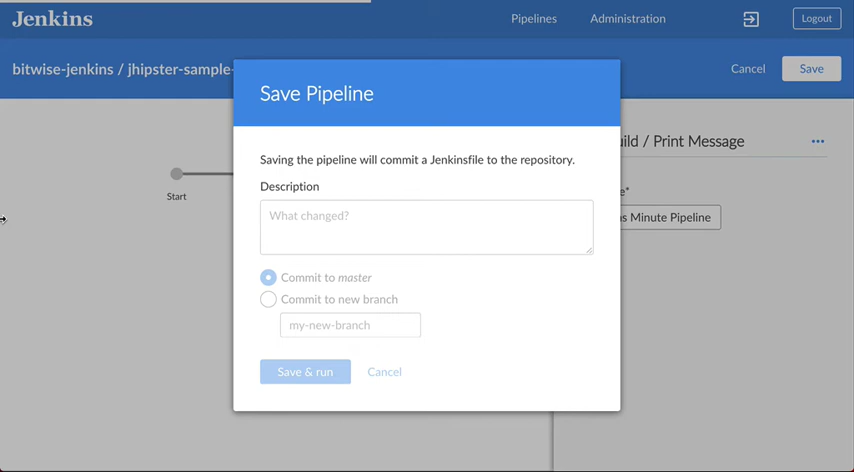 Jenkins
Pipelines
Administration
Logout
bitwise-jenkins / jhipster-sample-
Cancel
Save
Save Pipeline
/ Print Message
Saving the pipeline will commit a Jenkinsfile to the repository.
Description
What changed?
Start
Minute Pipeline
Commit to master
Commit to new branch
my-new-branch
Save & run
Cancel